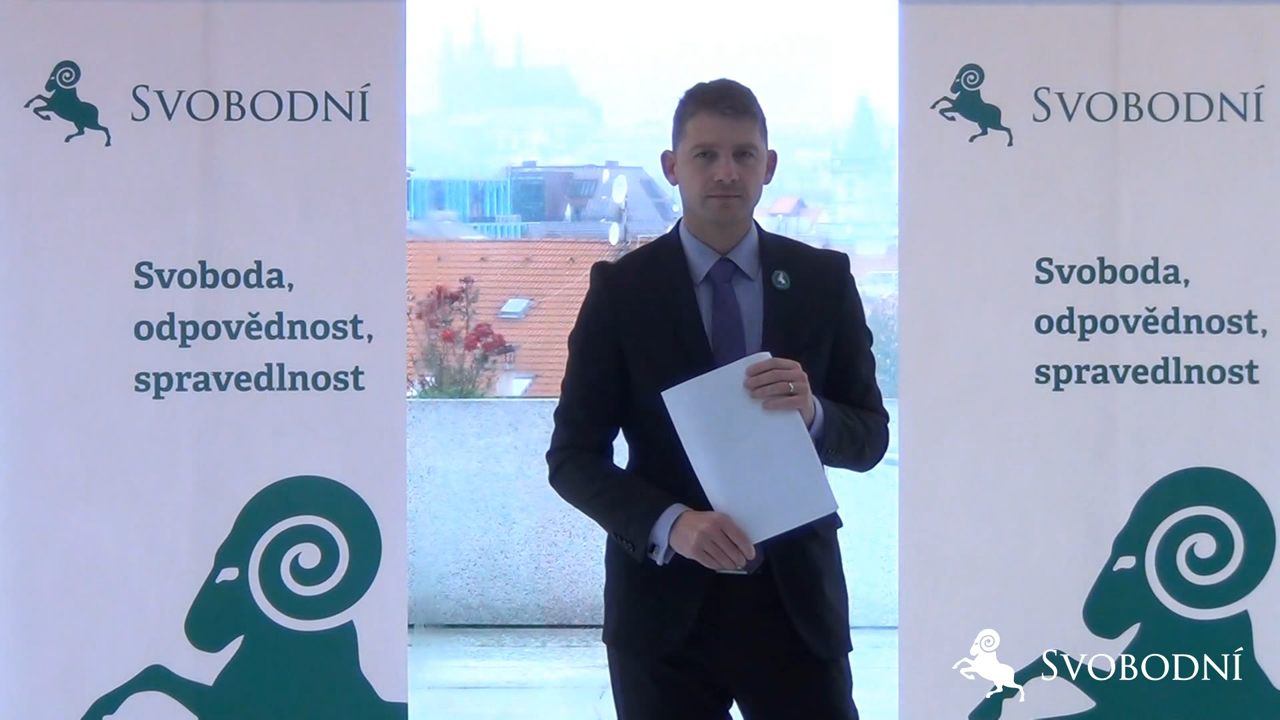 SVOBODNÍ
Svoboda,
odpovědnost,
spravedlnost
SVOBODNÍ
Svoboda,
odpovědnost,
spravedlnost
SVOBODNÍ